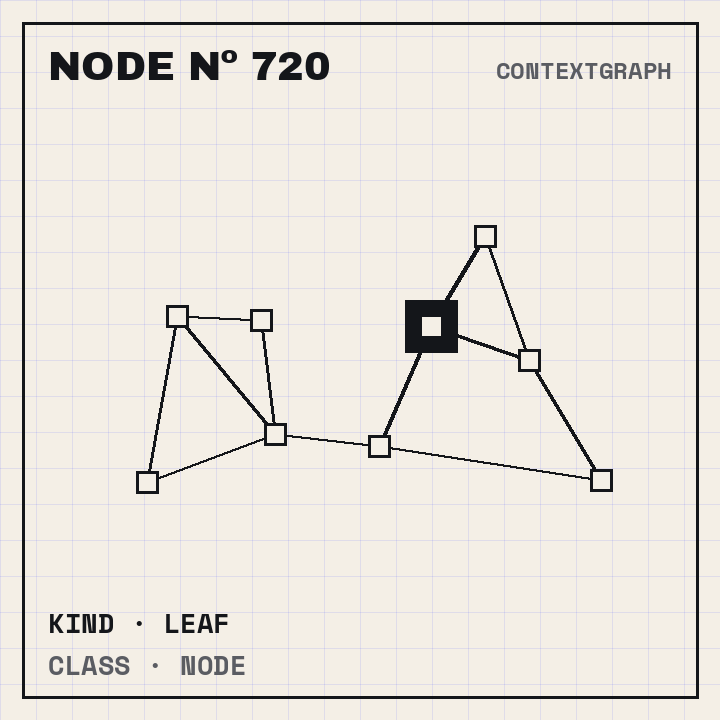 NODE Nº 720
CONTEXTGRAPH
KIND · LEAF
CLASS · NODE